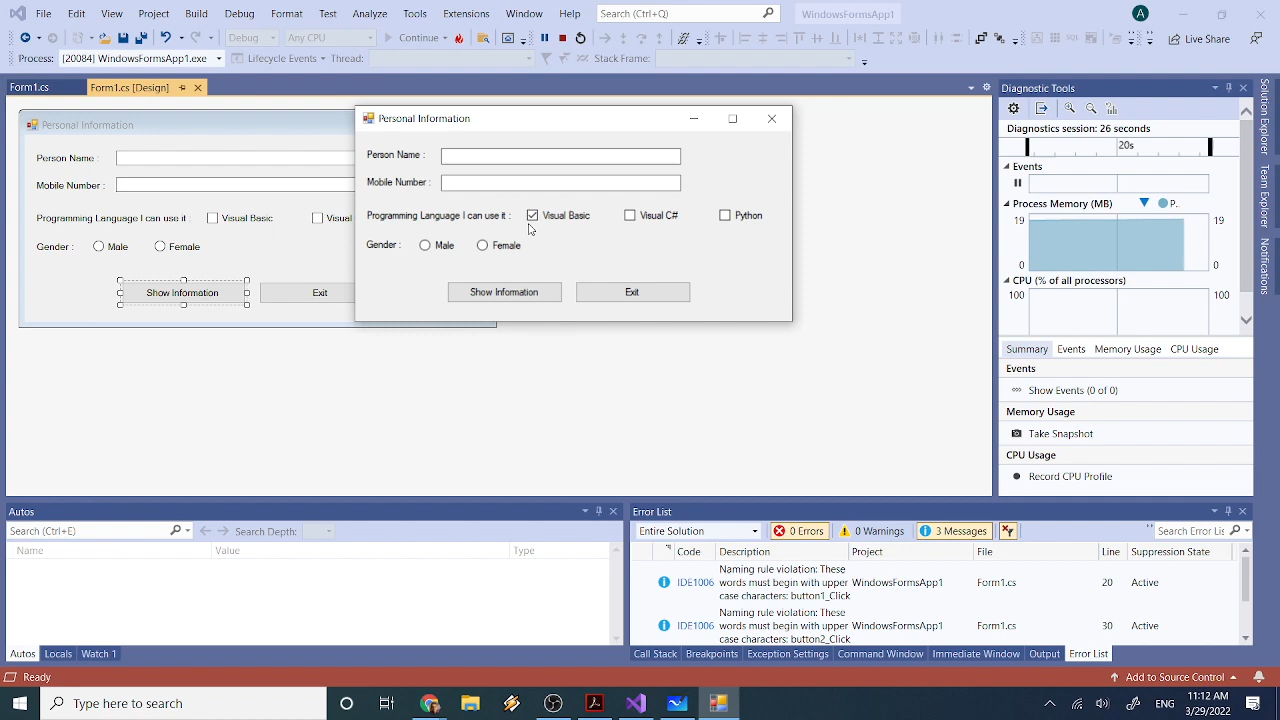 File Edit View Git Project Build Debug Format Test Analyze Tools Extensions Window Help Search (Ctrl+Q) WindowsFormsApp1 A
Debug Any CPU Continue Live Share
Process: [20084] WindowsFormsApp1.exe Lifecycle Events Thread: Stack Frame:
Form1.cs Form1.cs [Design]
Personal Information
Person Name :
Mobile Number :
Programming Language I can use it : Visual Basic Visual
Gender : Male Female
Show Information Exit
Personal Information
Person Name :
Mobile Number :
Programming Language I can use it : Visual Basic Visual C# Python
Gender : Male Female
Show Information Exit
Diagnostic Tools
Diagnostics session: 26 seconds
20s
Events
Process Memory (MB) P..
19 19
0 0
CPU (% of all processors)
100 100
Summary Events Memory Usage CPU Usage
Events
Show Events (0 of 0)
Memory Usage
Take Snapshot
CPU Usage
Record CPU Profile
Solution Explorer
Team Explorer
Notifications
Autos
Search (Ctrl+E) Search Depth:
Name Value Type
Autos Locals Watch 1
Error List
Entire Solution 0 Errors 0 Warnings 3 Messages Search Error Lis
Code Description Project File Line Suppression State
IDE1006 Naming rule violation: These words must begin with upper case characters: button1_Click WindowsFormsApp1 Form1.cs 20 Active
IDE1006 Naming rule violation: These words must begin with upper case characters: button2_Click WindowsFormsApp1 Form1.cs 30 Active
Call Stack Breakpoints Exception Settings Command Window Immediate Window Output Error List
Ready Add to Source Control
Type here to search
11:12 AM
3/29/2022